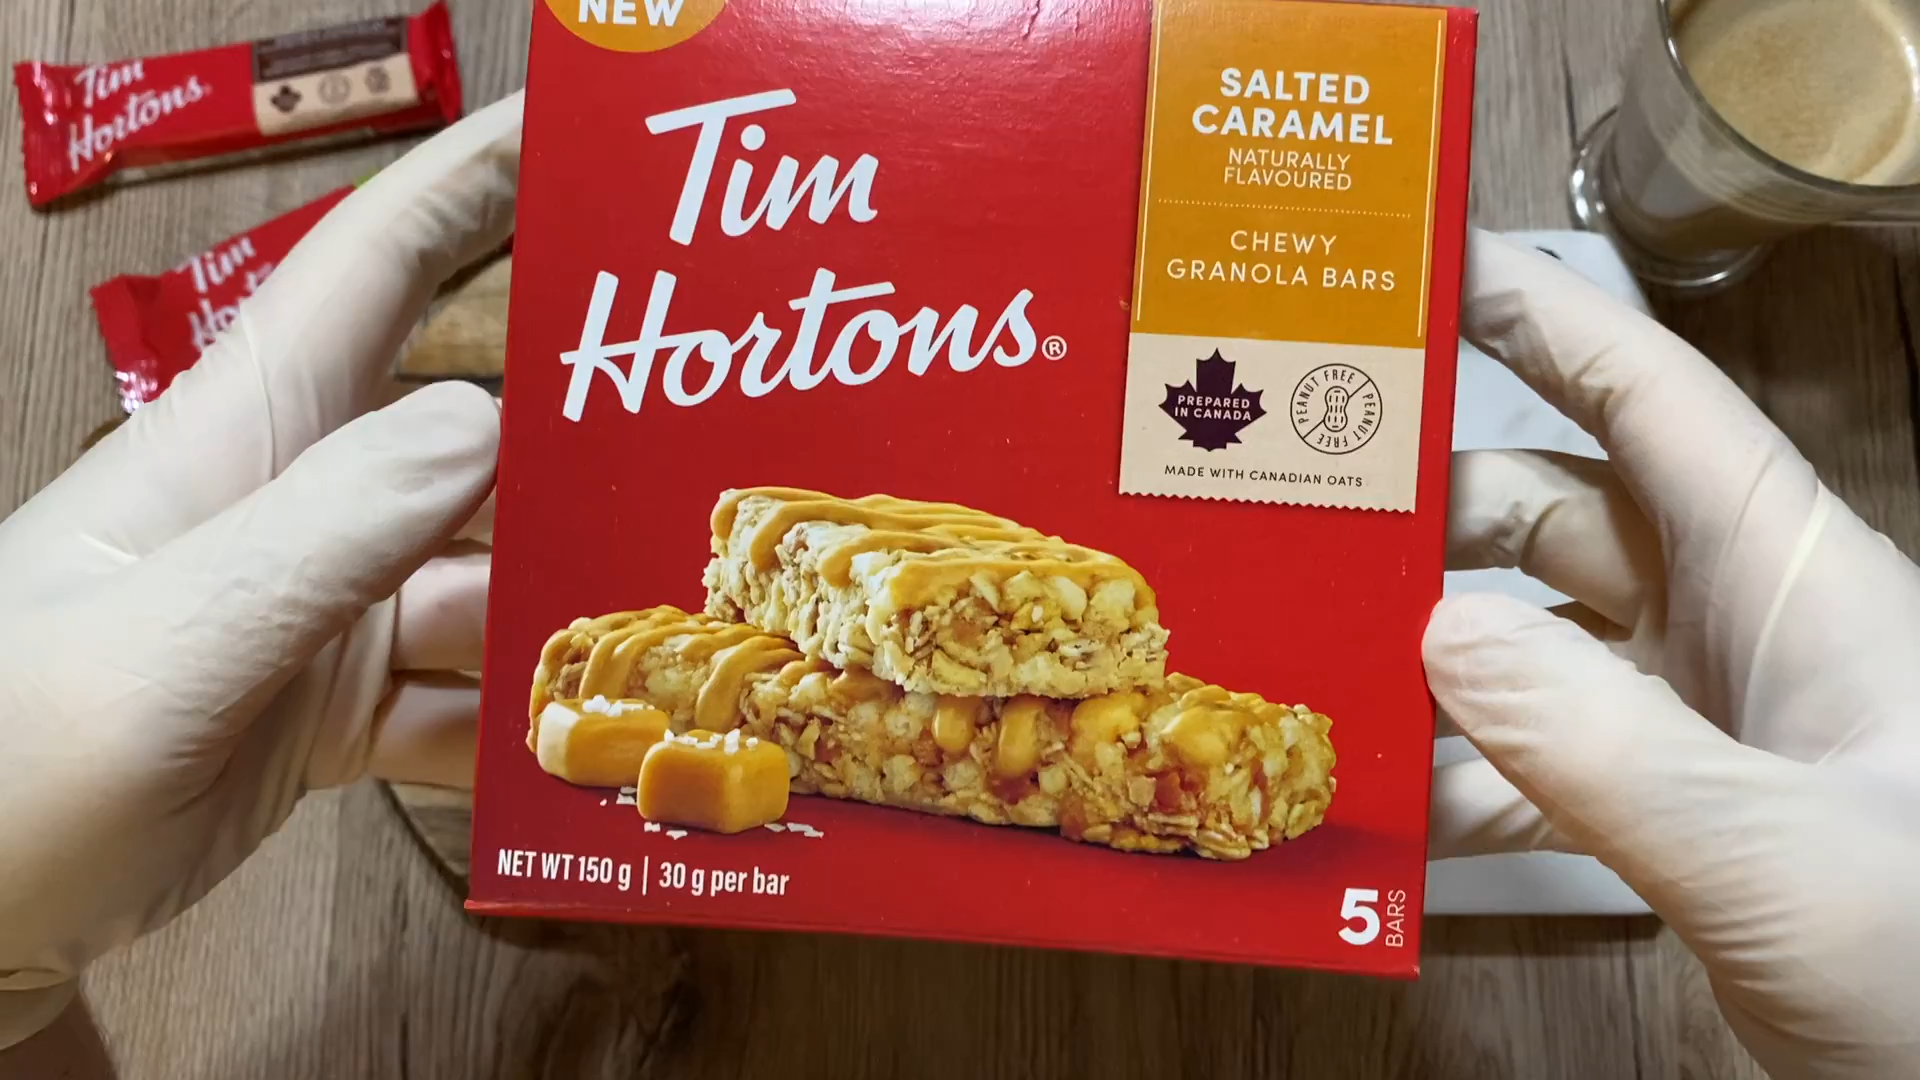 NEW
Tim
Hortons®
SALTED
CARAMEL
NATURALLY
FLAVOURED
CHEWY
GRANOLA BARS
PREPARED
IN CANADA
PEANUT FREE
PEANUT FREE
MADE WITH CANADIAN OATS
NET WT 150 g | 30 g per bar
5
BARS
Tim
Hortons
Tim